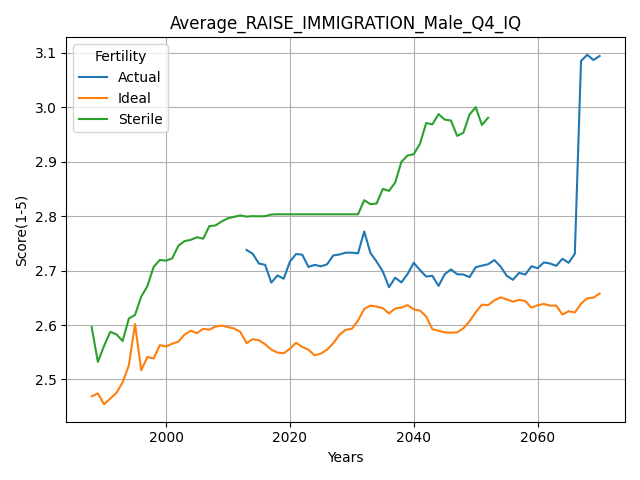 Average_RAISE_IMMIGRATION_Male_Q4_IQ
Fertility
Actual
Ideal
Sterile
Score(1-5)
3.1
3.0
2.9
2.8
2.7
2.6
2.5
2000
2020
2040
2060
Years